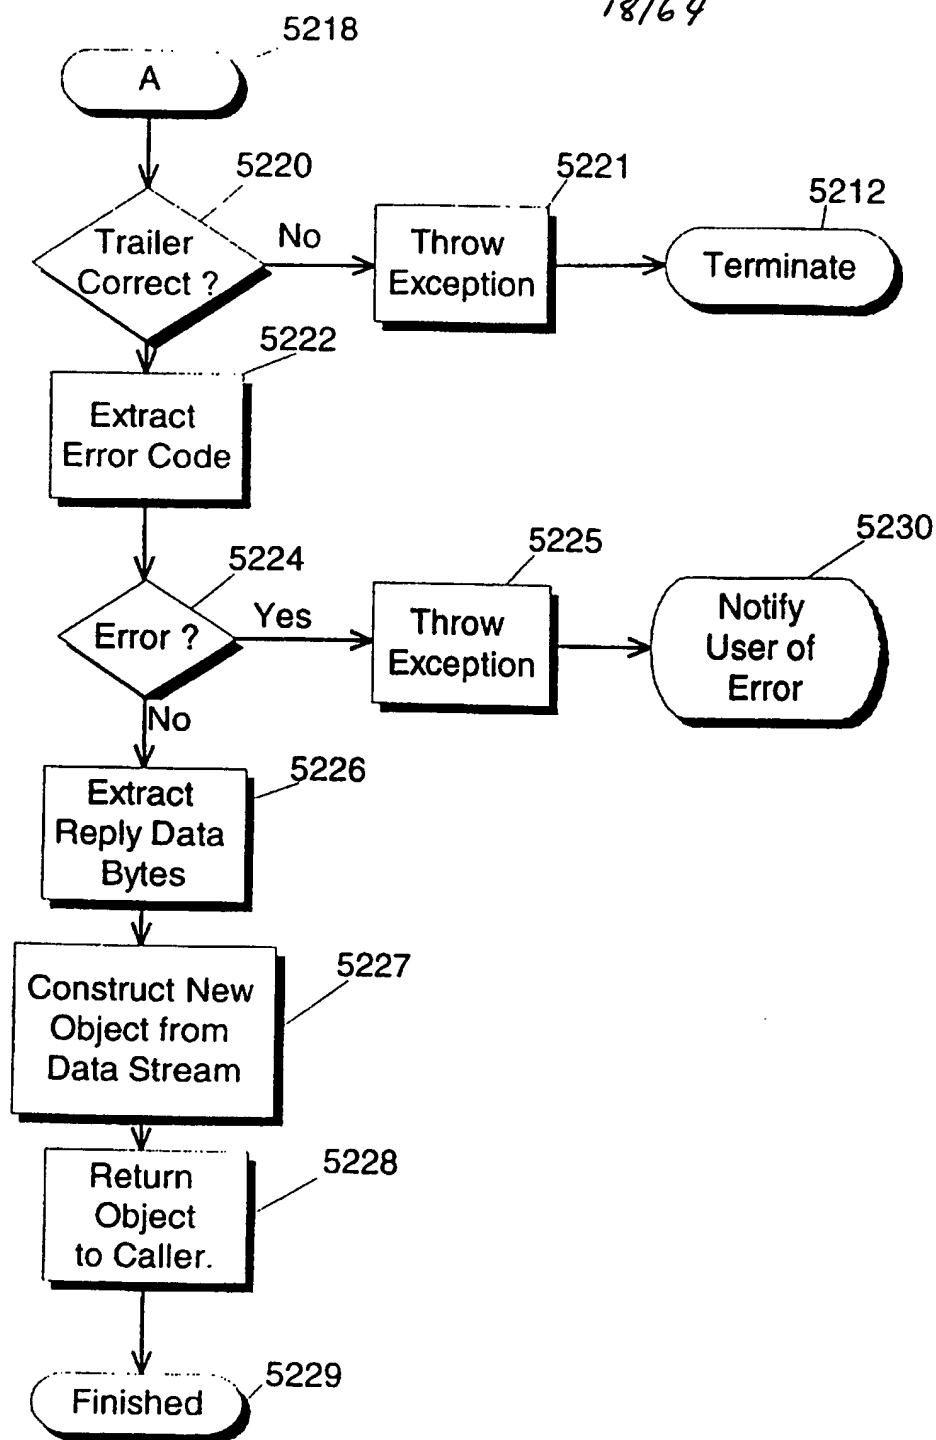 18/64
5218
A
5220
Trailer
Correct ?
No
5221
Throw
Exception
5212
Terminate
5222
Extract
Error Code
5224
Error ?
Yes
5225
Throw
Exception
5230
Notify
User of
Error
No
5226
Extract
Reply Data
Bytes
5227
Construct New
Object from
Data Stream
5228
Return
Object
to Caller.
5229
Finished